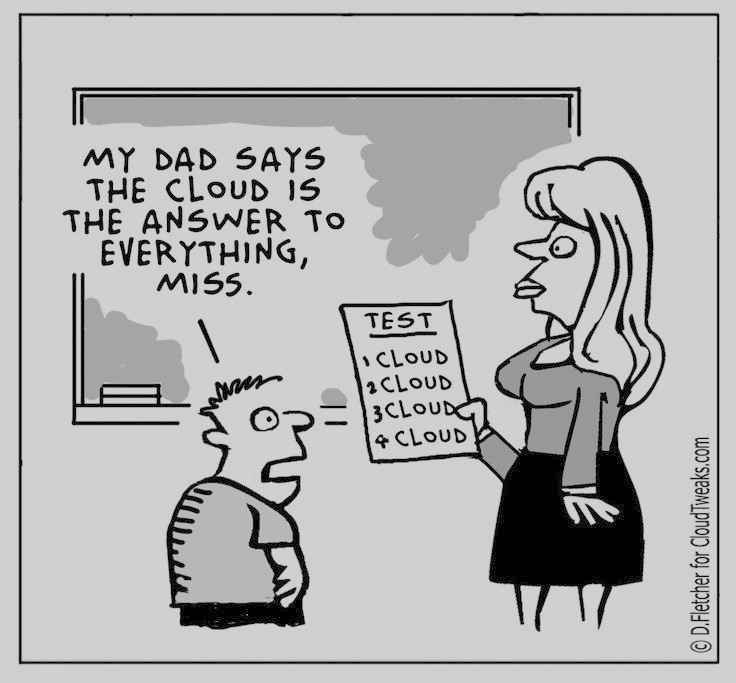 MY DAD SAYS
THE CLOUD IS
THE ANSWER TO
EVERYTHING,
MISS.
TEST
1 CLOUD
2 CLOUD
3 CLOUD
4 CLOUD
© D.Fletcher for CloudTweaks.com